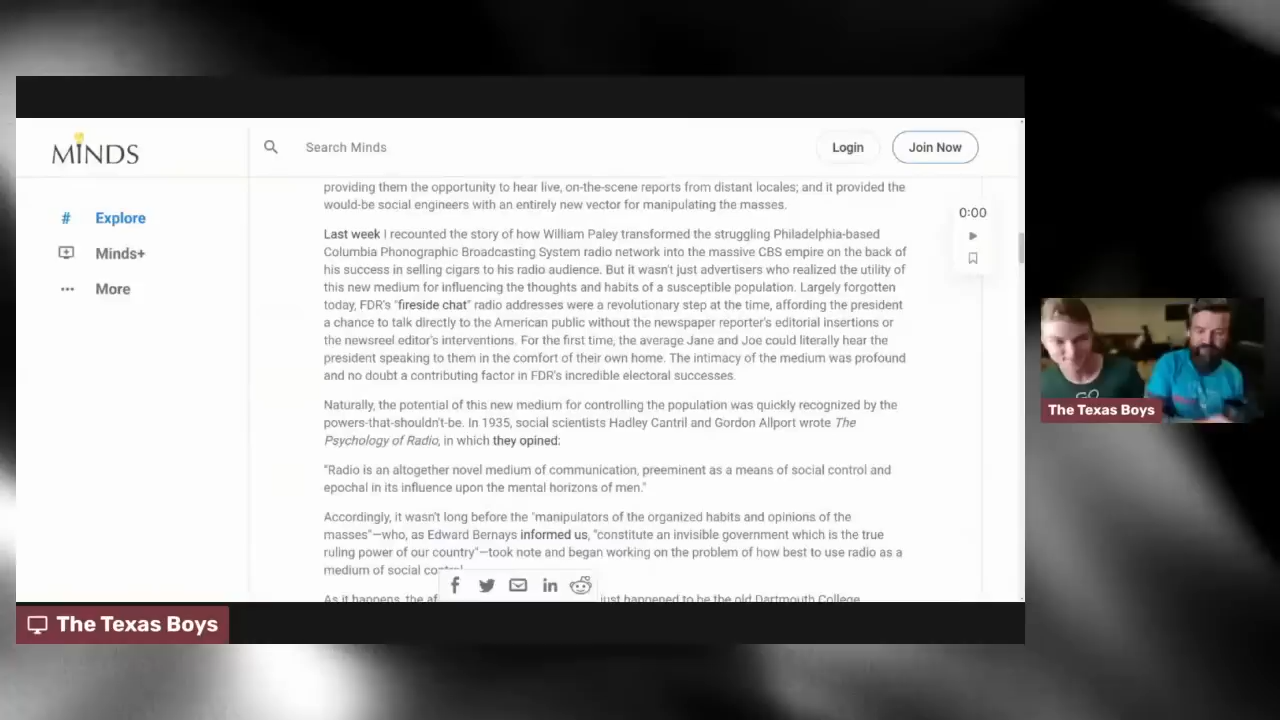 MINDS
Search Minds
Login
Join Now
# Explore
Minds+
More
providing them the opportunity to hear live, on-the-scene reports from distant locales; and it provided the
would-be social engineers with an entirely new vector for manipulating the masses.
0:00
Last week I recounted the story of how William Paley transformed the struggling Philadelphia-based
Columbia Phonographic Broadcasting System radio network into the massive CBS empire on the back of
his success in selling cigars to his radio audience. But it wasn't just advertisers who realized the utility of
this new medium for influencing the thoughts and habits of a susceptible population. Largely forgotten
today, FDR's "fireside chat" radio addresses were a revolutionary step at the time, affording the president
a chance to talk directly to the American public without the newspaper reporter's editorial insertions or
the newsreel editor's interventions. For the first time, the average Jane and Joe could literally hear the
president speaking to them in the comfort of their own home. The intimacy of the medium was profound
and no doubt a contributing factor in FDR's incredible electoral successes.
Naturally, the potential of this new medium for controlling the population was quickly recognized by the
powers-that-shouldn't-be. In 1935, social scientists Hadley Cantril and Gordon Allport wrote The
Psychology of Radio, in which they opined:
"Radio is an altogether novel medium of communication, preeminent as a means of social control and
epochal in its influence upon the mental horizons of men."
Accordingly, it wasn't long before the "manipulators of the organized habits and opinions of the
masses"—who, as Edward Bernays informed us, "constitute an invisible government which is the true
ruling power of our country"—took note and began working on the problem of how best to use radio as a
medium of social control.
As it happens, the af
just happened to be the old Dartmouth College
GO
The Texas Boys
The Texas Boys